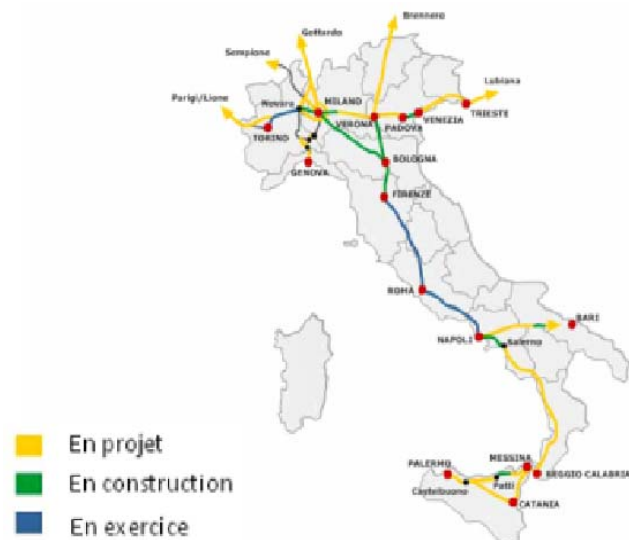 Brennero
Gottardo
Sempione
Lubiana
Parigi/Lione
Novara
MILANO
VERONA
PADOVA
VENEZIA
TRIESTE
TORINO
GENOVA
BOLOGNA
FIRENZE
ROMA
NAPOLI
Salerno
BARI
PALERMO
MESSINA
REGGIO CALABRIA
Castelbuono
Patti
CATANIA
En projet
En construction
En exercice